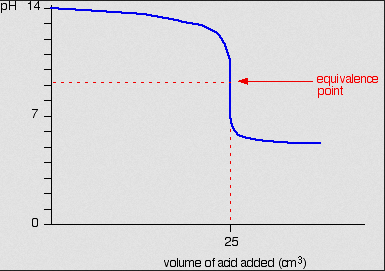 pH 14
equivalence
point
7
0
25
volume of acid added (cm³)